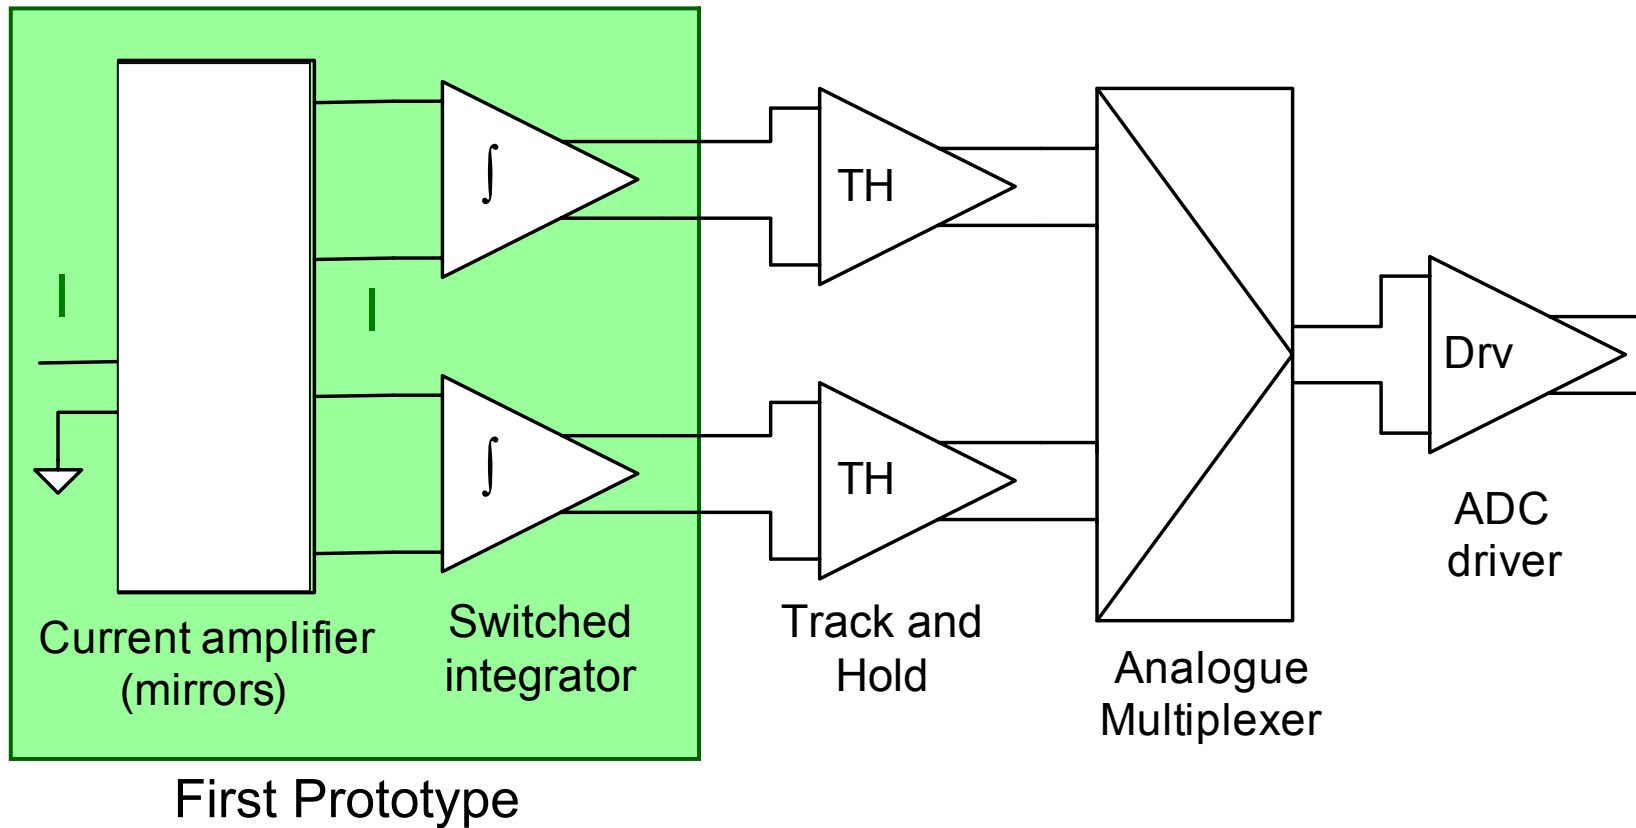 I
I
∫
∫
TH
TH
Drv
Current amplifier
(mirrors)
Switched
integrator
Track and
Hold
Analogue
Multiplexer
ADC
driver
First Prototype